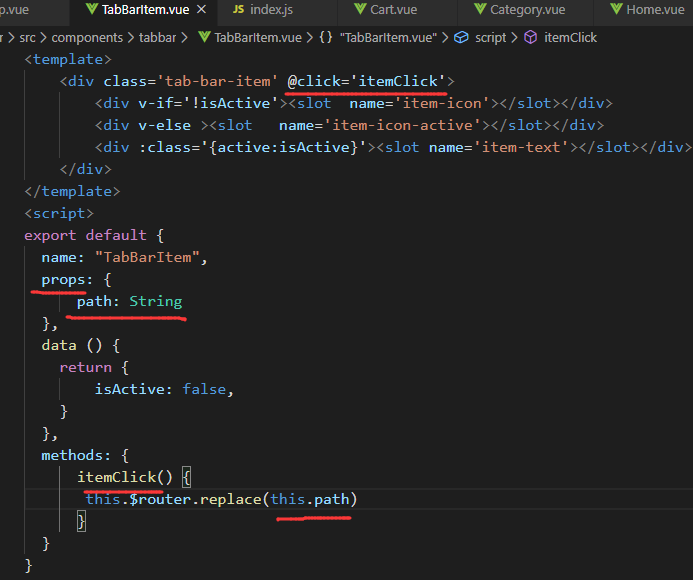 p.vue TabBarItem.vue JS index.js Cart.vue Category.vue Home.vue
r > src > components > tabbar > TabBarItem.vue > {} "TabBarItem.vue" > script > itemClick
<template>
<div class='tab-bar-item' @click='itemClick'>
<div v-if='!isActive'><slot  name='item-icon'></slot></div>
<div v-else ><slot   name='item-icon-active'></slot></div>
<div :class='{active:isActive}'><slot name='item-text'></slot></div>
</div>
</template>
<script>
export default {
name: "TabBarItem",
props: {
path: String
},
data () {
return {
isActive: false,
}
},
methods: {
itemClick() {
this.$router.replace(this.path)
}
}
}